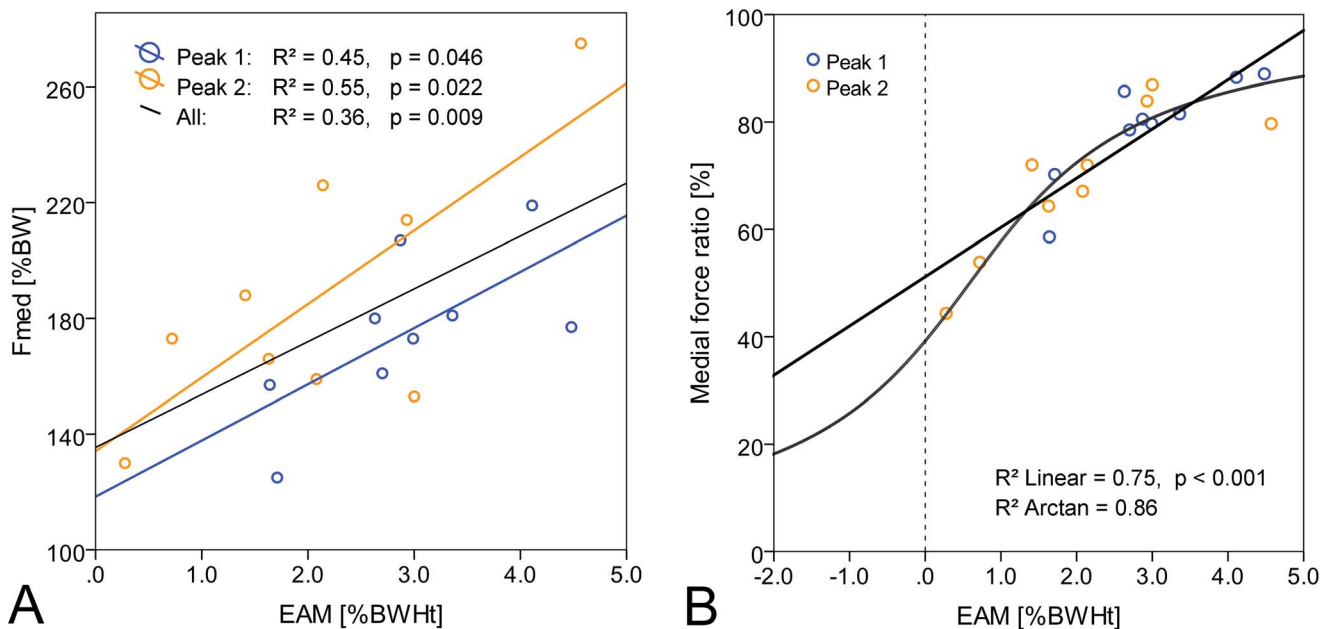 Peak 1: R² = 0.45, p = 0.046
Peak 2: R² = 0.55, p = 0.022
All: R² = 0.36, p = 0.009
Fmed [%BW]
260
220
180
140
100
.0 1.0 2.0 3.0 4.0 5.0
EAM [%BWHt]
A
Peak 1
Peak 2
Medial force ratio [%]
100
80
60
40
20
0
R² Linear = 0.75, p < 0.001
R² Arctan = 0.86
-2.0 -1.0 .0 1.0 2.0 3.0 4.0 5.0
EAM [%BWHt]
B